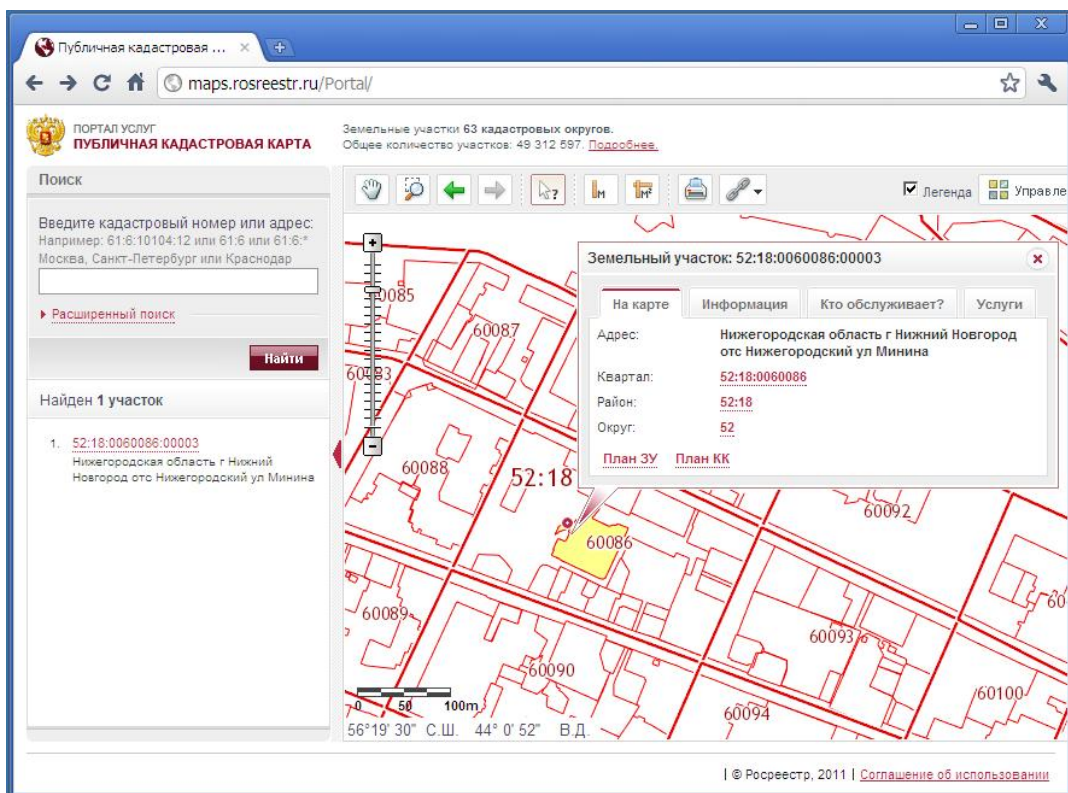 Публичная кадастровая ...
maps.rosreestr.ru/Portal/
ПОРТАЛ УСЛУГ
ПУБЛИЧНАЯ КАДАСТРОВАЯ КАРТА
Земельные участки 63 кадастровых округов.
Общее количество участков: 49 312 597. Подробнее.
Поиск
Введите кадастровый номер или адрес:
Например: 61:6:10104:12 или 61:6 или 61:6:*
Москва, Санкт-Петербург или Краснодар
Расширенный поиск
Найти
Найден 1 участок
1. 52:18:0060086:00003
Нижегородская область г Нижний
Новгород отс Нижегородский ул Минина
?
М
М²
Легенда
Управле
Земельный участок: 52:18:0060086:00003
На карте
Информация
Кто обслуживает?
Услуги
Адрес: Нижегородская область г Нижний Новгород
отс Нижегородский ул Минина
Квартал: 52:18:0060086
Район: 52:18
Округ: 52
План ЗУ План КК
60087
60088
52:18
60092
60086
60089
60093
60090
60100
60094
0 50 100m
56°19' 30" С.Ш. 44° 0' 52" В.Д.
| © Росреестр, 2011 | Соглашение об использовании